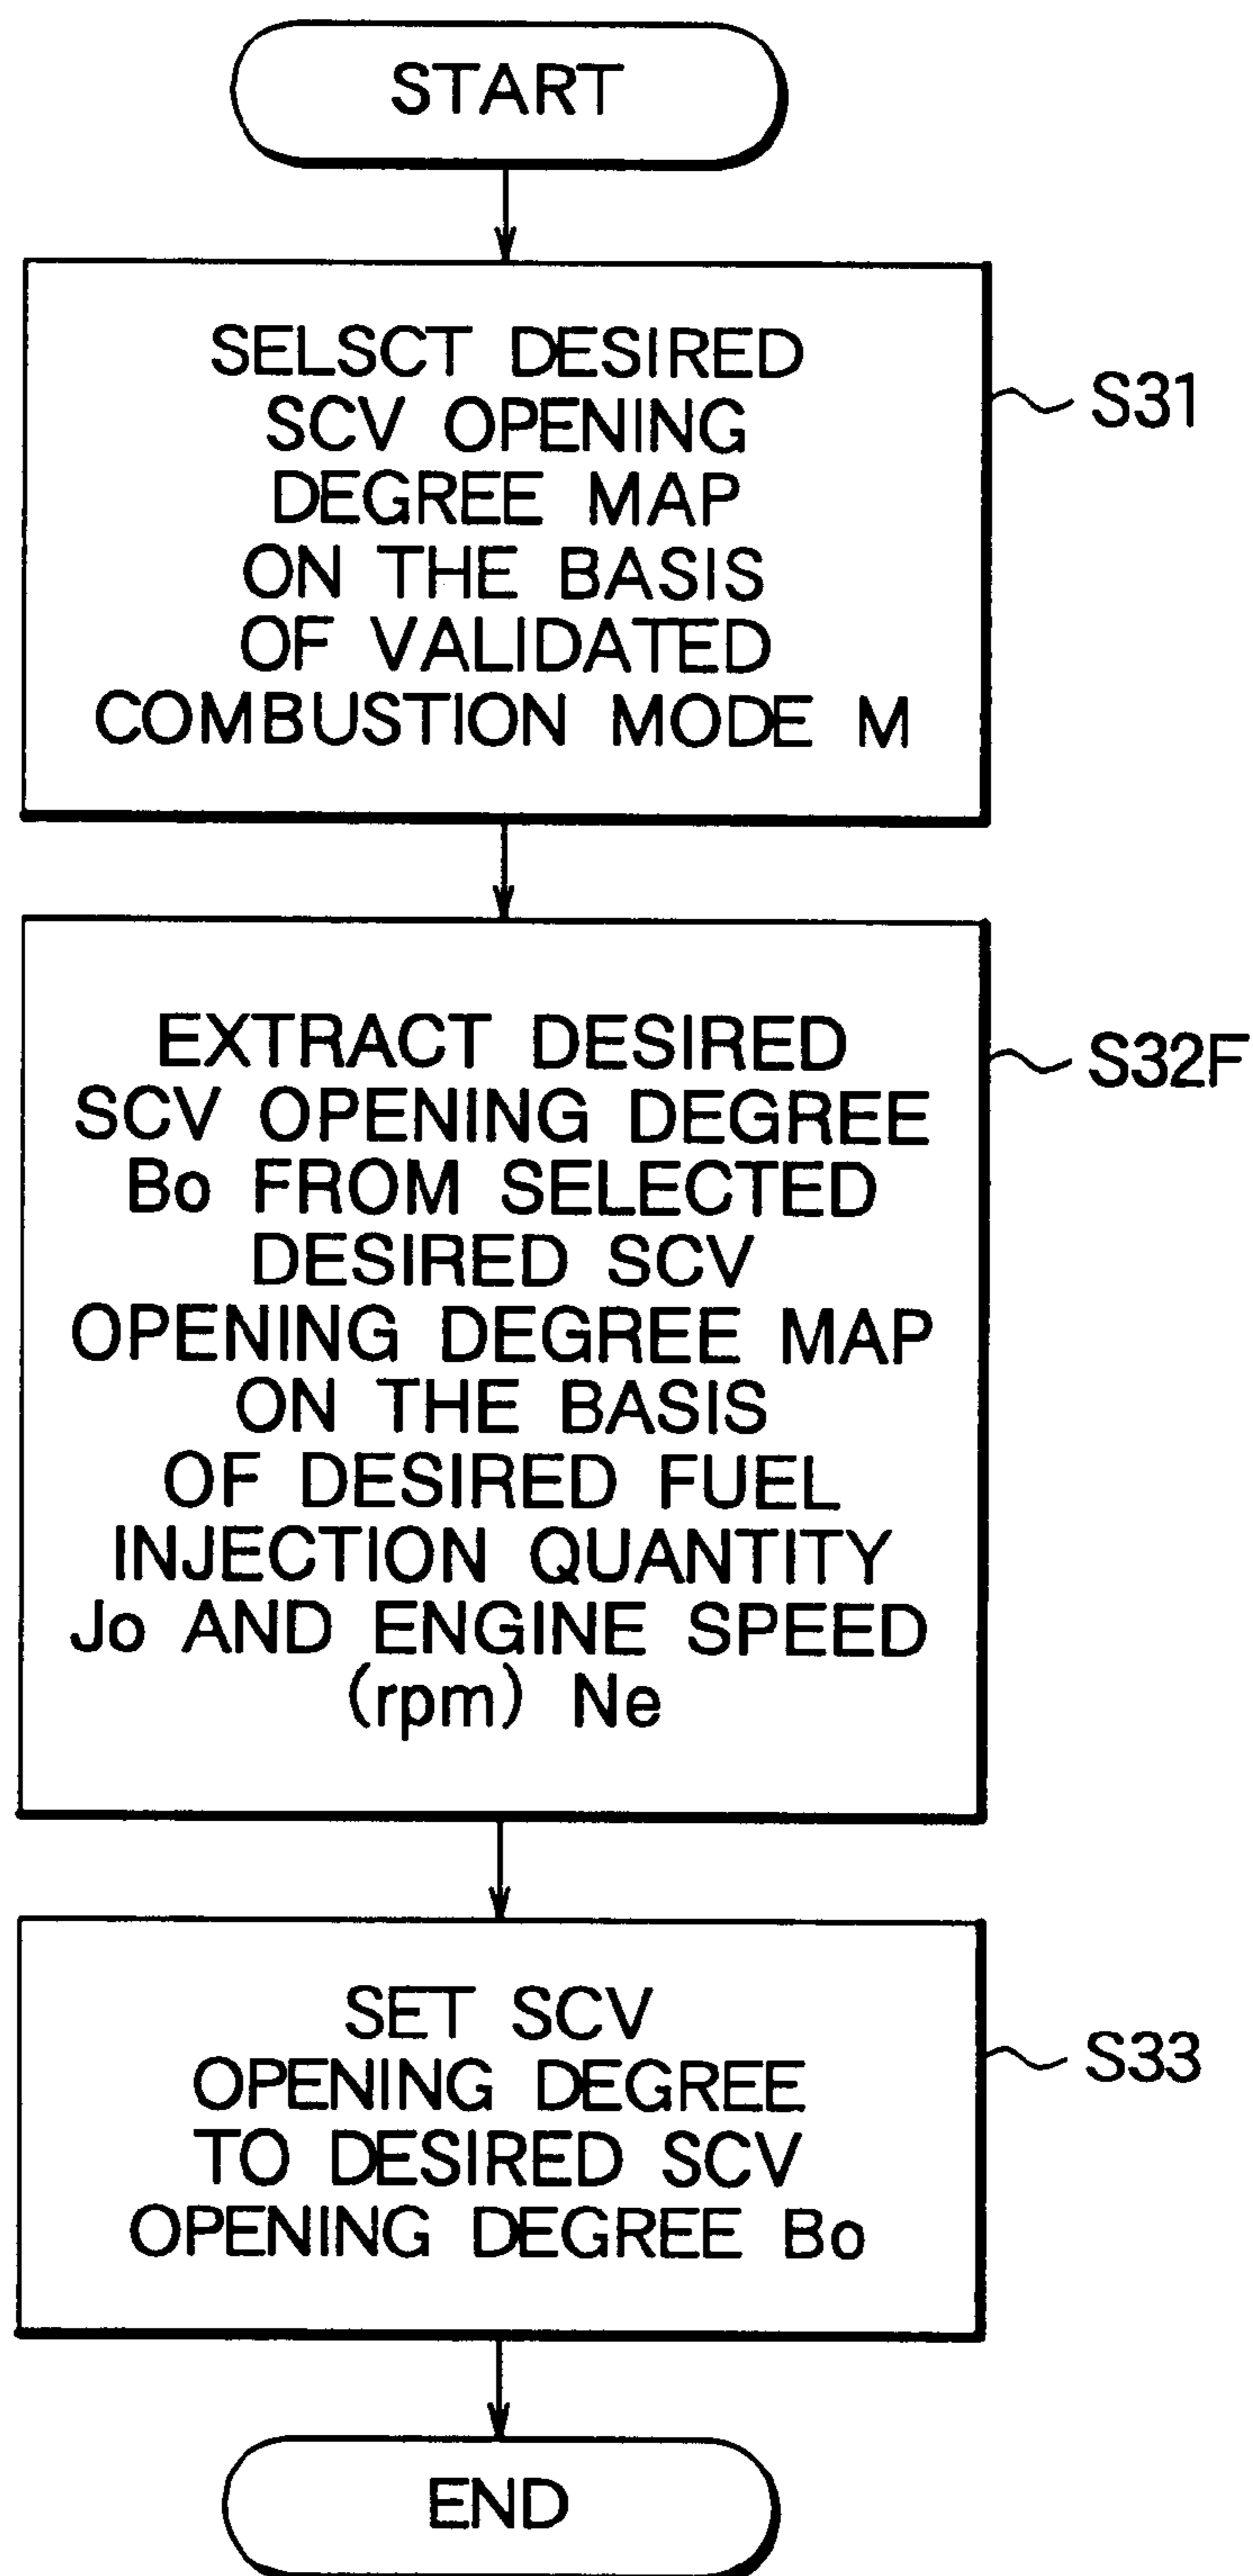 START
SELSCT DESIRED
SCV OPENING
DEGREE MAP
ON THE BASIS
OF VALIDATED
COMBUSTION MODE M
S31
EXTRACT DESIRED
SCV OPENING DEGREE
Bo FROM SELECTED
DESIRED SCV
OPENING DEGREE MAP
ON THE BASIS
OF DESIRED FUEL
INJECTION QUANTITY
Jo AND ENGINE SPEED
(rpm) Ne
S32F
SET SCV
OPENING DEGREE
TO DESIRED SCV
OPENING DEGREE Bo
S33
END